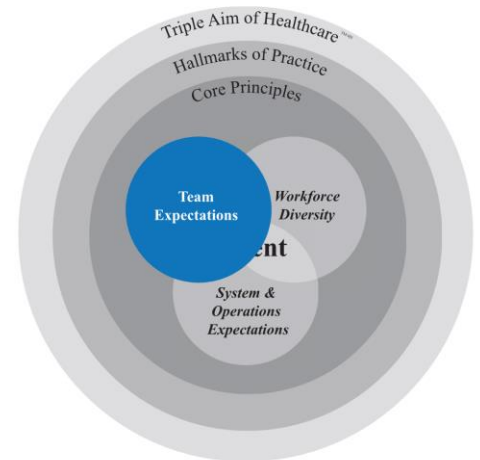 Triple Aim of Healthcare
Hallmarks of Practice
Core Principles
Team
Expectations
Workforce
Diversity
ent
System &
Operations
Expectations